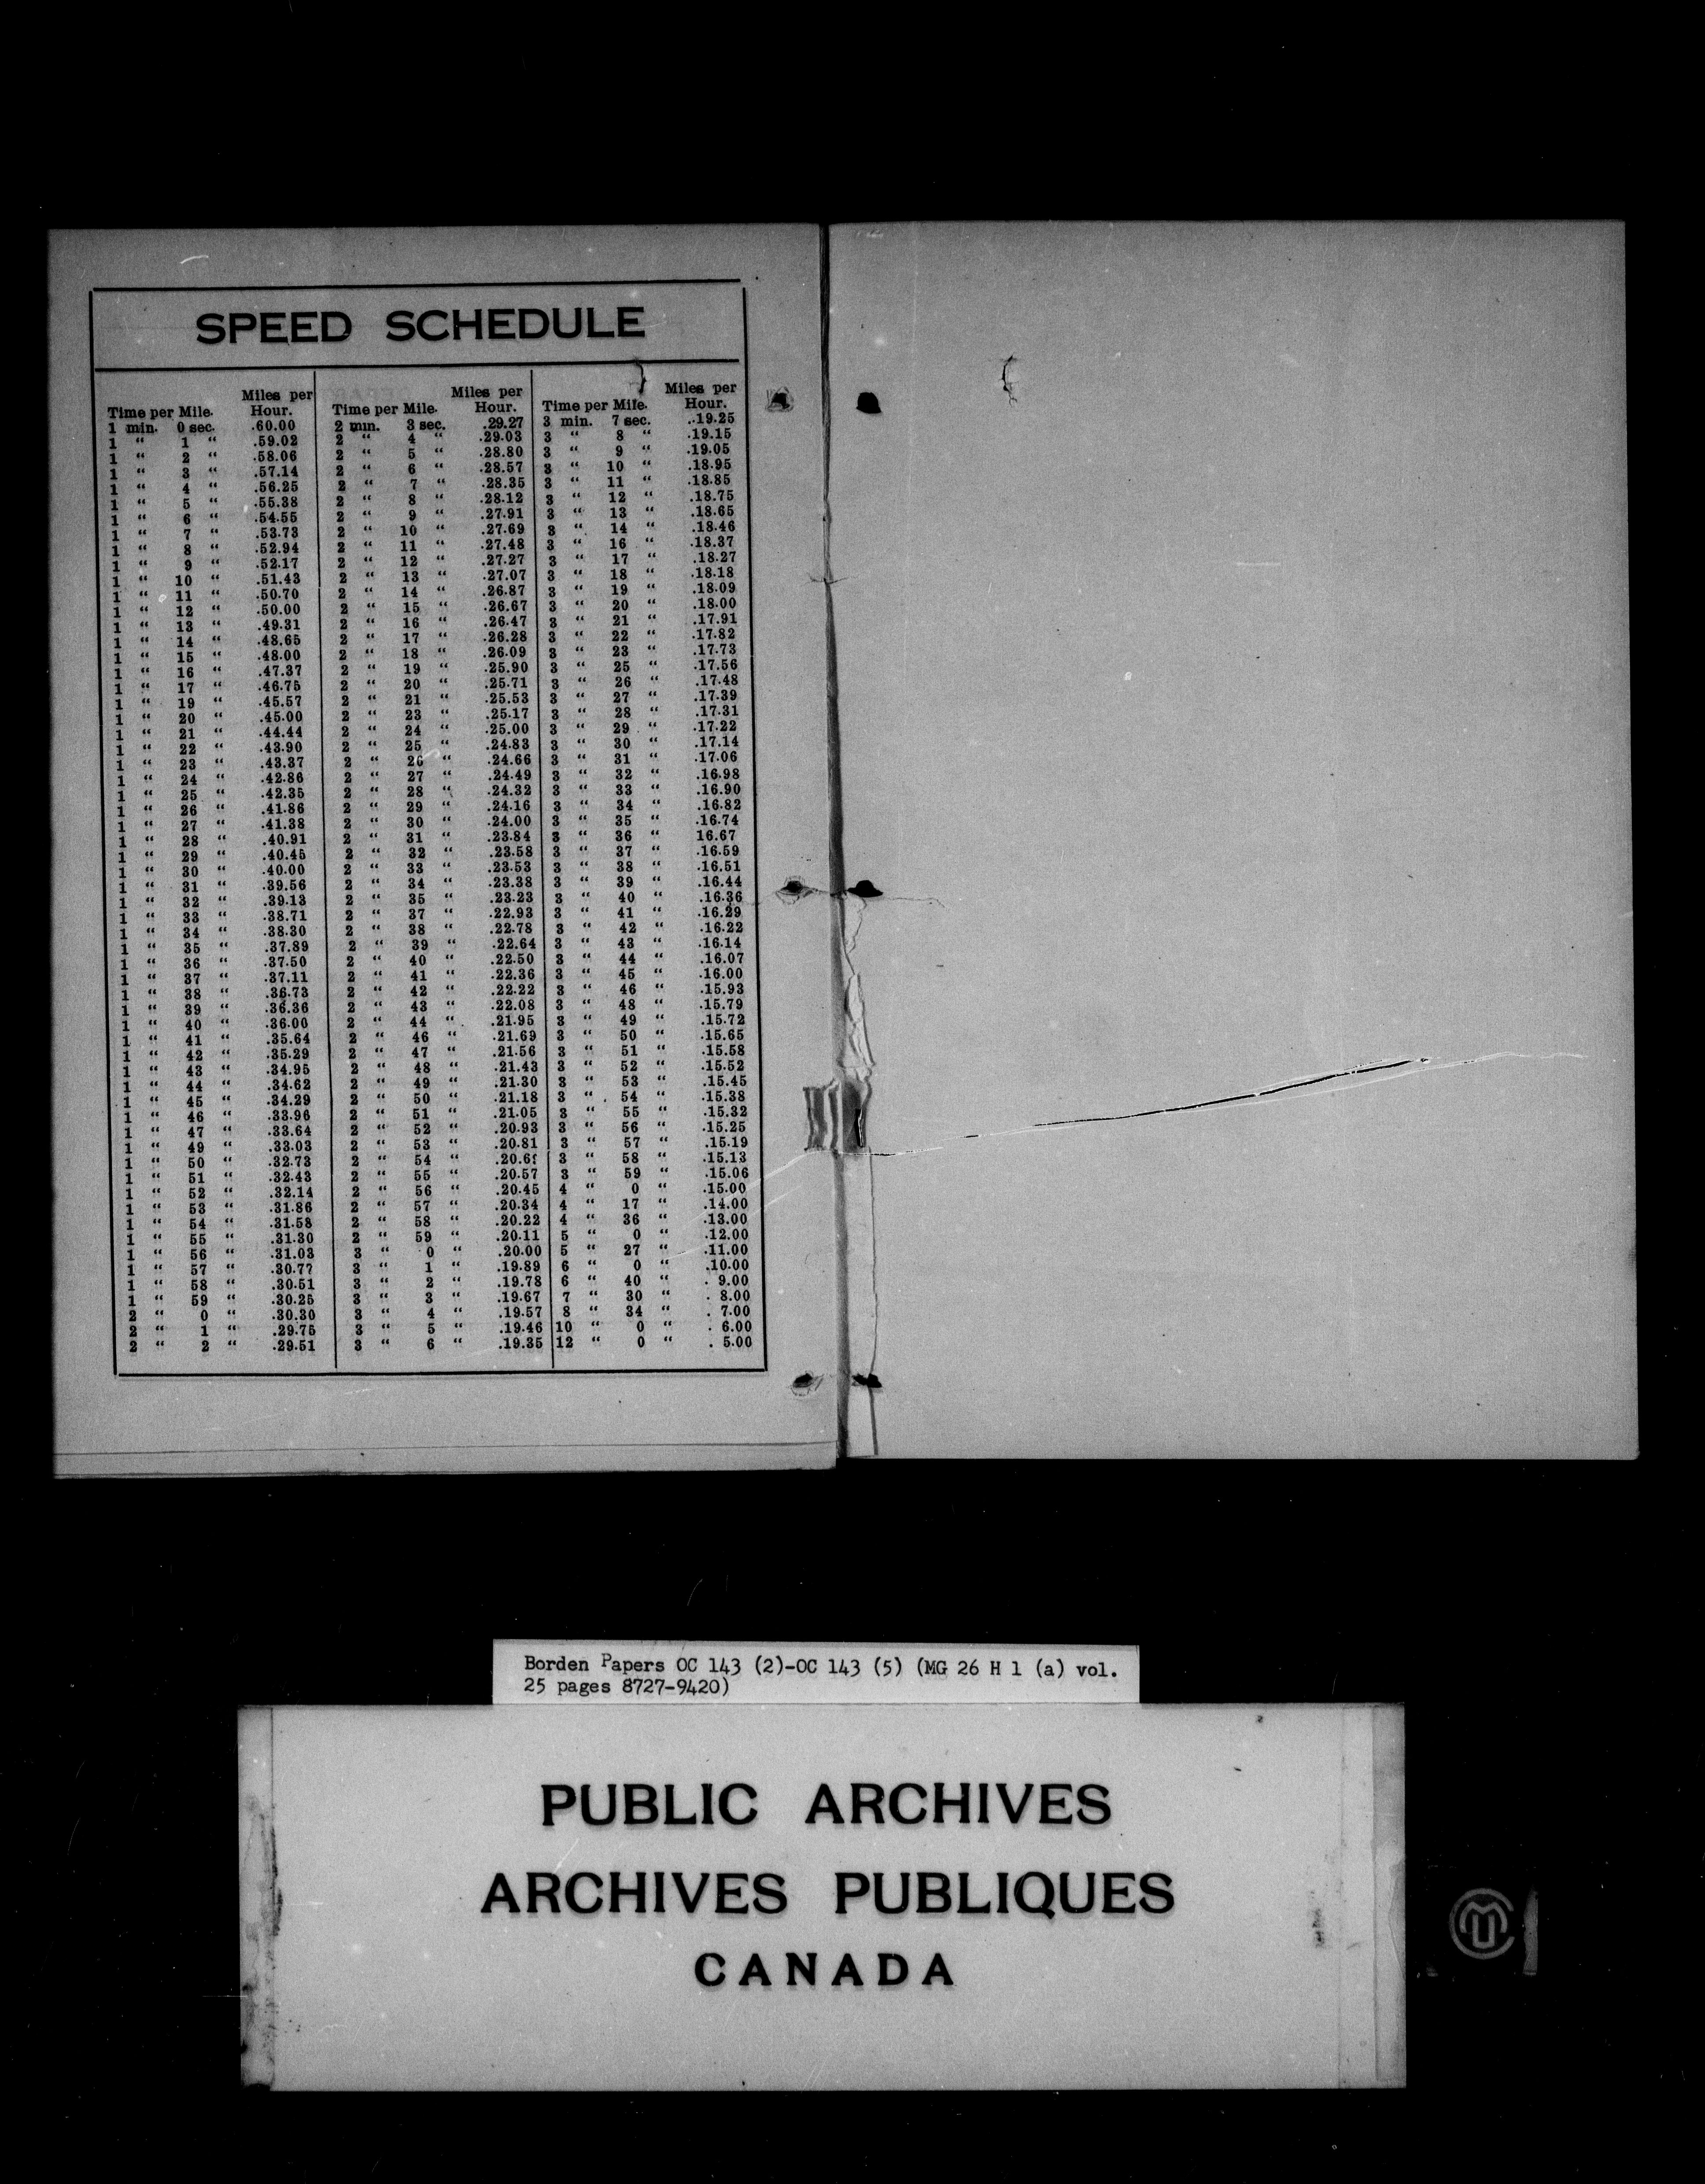 SPEED SCHEDULE
Time per Mile. Miles per Hour.
1 min. 0 sec. .60.00
1 “ 1 “ .59.02
1 “ 2 “ .58.06
1 “ 3 “ .57.14
1 “ 4 “ .56.25
1 “ 5 “ .55.38
1 “ 6 “ .54.55
1 “ 7 “ .53.73
1 “ 8 “ .52.94
1 “ 9 “ .52.17
1 “ 10 “ .51.43
1 “ 11 “ .50.70
1 “ 12 “ .50.00
1 “ 13 “ .49.31
1 “ 14 “ .48.65
1 “ 15 “ .48.00
1 “ 16 “ .47.37
1 “ 17 “ .46.75
1 “ 19 “ .45.57
1 “ 20 “ .45.00
1 “ 21 “ .44.44
1 “ 22 “ .43.90
1 “ 23 “ .43.37
1 “ 24 “ .42.86
1 “ 25 “ .42.35
1 “ 26 “ .41.86
1 “ 27 “ .41.38
1 “ 28 “ .40.91
1 “ 29 “ .40.45
1 “ 30 “ .40.00
1 “ 31 “ .39.56
1 “ 32 “ .39.13
1 “ 33 “ .38.71
1 “ 34 “ .38.30
1 “ 35 “ .37.89
1 “ 36 “ .37.50
1 “ 37 “ .37.11
1 “ 38 “ .36.73
1 “ 39 “ .36.36
1 “ 40 “ .36.00
1 “ 41 “ .35.64
1 “ 42 “ .35.29
1 “ 43 “ .34.95
1 “ 44 “ .34.62
1 “ 45 “ .34.29
1 “ 46 “ .33.96
1 “ 47 “ .33.64
1 “ 49 “ .33.03
1 “ 50 “ .32.73
1 “ 51 “ .32.43
1 “ 52 “ .32.14
1 “ 53 “ .31.86
1 “ 54 “ .31.58
1 “ 55 “ .31.30
1 “ 56 “ .31.03
1 “ 57 “ .30.77
1 “ 58 “ .30.51
1 “ 59 “ .30.25
2 “ 0 “ .30.30
2 “ 1 “ .29.75
2 “ 2 “ .29.51
Time per Mile. Miles per Hour.
2 min. 3 sec. .29.27
2 “ 4 “ .29.03
2 “ 5 “ .28.80
2 “ 6 “ .28.57
2 “ 7 “ .28.35
2 “ 8 “ .28.12
2 “ 9 “ .27.91
2 “ 10 “ .27.69
2 “ 11 “ .27.48
2 “ 12 “ .27.27
2 “ 13 “ .27.07
2 “ 14 “ .26.87
2 “ 15 “ .26.67
2 “ 16 “ .26.47
2 “ 17 “ .26.28
2 “ 18 “ .26.09
2 “ 19 “ .25.90
2 “ 20 “ .25.71
2 “ 21 “ .25.53
2 “ 23 “ .25.17
2 “ 24 “ .25.00
2 “ 25 “ .24.83
2 “ 26 “ .24.66
2 “ 27 “ .24.49
2 “ 28 “ .24.32
2 “ 29 “ .24.16
2 “ 30 “ .24.00
2 “ 31 “ .23.84
2 “ 32 “ .23.58
2 “ 33 “ .23.53
2 “ 34 “ .23.38
2 “ 35 “ .23.23
2 “ 37 “ .22.93
2 “ 38 “ .22.78
2 “ 39 “ .22.64
2 “ 40 “ .22.50
2 “ 41 “ .22.36
2 “ 42 “ .22.22
2 “ 43 “ .22.08
2 “ 44 “ .21.95
2 “ 46 “ .21.69
2 “ 47 “ .21.56
2 “ 48 “ .21.43
2 “ 49 “ .21.30
2 “ 50 “ .21.18
2 “ 51 “ .21.05
2 “ 52 “ .20.93
2 “ 53 “ .20.81
2 “ 54 “
2 “ 55 “ .20.57
2 “ 56 “ .20.45
2 “ 57 “ .20.34
2 “ 58 “ .20.22
2 “ 59 “ .20.11
3 “ 0 “ .20.00
3 “ 1 “ .19.89
3 “ 2 “ .19.78
3 “ 3 “ .19.67
3 “ 4 “ .19.57
3 “ 5 “ .19.46
3 “ 6 “ .19.35
Time per Mile. Miles per Hour.
3 min. 7 sec. ..19.25
3 “ 8 “ .19.15
3 “ 9 “ .19.05
3 “ 10 “ .18.95
3 “ 11 “ .18.85
3 “ 12 “ .18.75
3 “ 13 “ .18.65
3 “ 14 “ .18.46
3 “ 16 “ .18.37
3 “ 17 “ .18.27
3 “ 18 “ .18.18
3 “ 19 “ .18.09
3 “ 20 “ .18.00
3 “ 21 “ .17.91
3 “ 22 “ .17.82
3 “ 23 “ .17.73
3 “ 25 “ .17.56
3 “ 26 “ .17.48
3 “ 27 “ .17.39
3 “ 28 “ .17.31
3 “ 29 “ .17.22
3 “ 30 “ .17.14
3 “ 31 “ .17.06
3 “ 32 “ .16.98
3 “ 33 “ .16.90
3 “ 34 “ .16.82
3 “ 35 “ .16.74
3 “ 36 “ 16.67
3 “ 37 “ .16.59
3 “ 38 “ .16.51
3 “ 39 “ .16.44
3 “ 40 “ .16.36
3 “ 41 “ .16.29
3 “ 42 “ .16.22
3 “ 43 “ .16.14
3 “ 44 “ .16.07
3 “ 45 “ .16.00
3 “ 46 “ .15.93
3 “ 48 “ .15.79
3 “ 49 “ .15.72
3 “ 50 “ .15.65
3 “ 51 “ .15.58
3 “ 52 “ .15.52
3 “ 53 “ .15.45
3 “ 54 “ .15.38
3 “ 55 “ .15.32
3 “ 56 “ .15.25
3 “ 57 “ .15.19
3 “ 58 “ .15.13
3 “ 59 “ .15.06
4 “ 0 “ .15.00
4 “ 17 “ .14.00
4 “ 36 “ .13.00
5 “ 0 “ .12.00
5 “ 27 “ .11.00
6 “ 0 “ .10.00
6 “ 40 “ . 9.00
7 “ 30 “ . 8.00
8 “ 34 “ . 7.00
10 “ 0 “ . 6.00
12 “ 0 “ . 5.00
Borden Papers OC 143 (2)-OC 143 (5) (MG 26 H 1 (a) vol.
25 pages 8727-9420)
PUBLIC ARCHIVES
ARCHIVES PUBLIQUES
CANADA